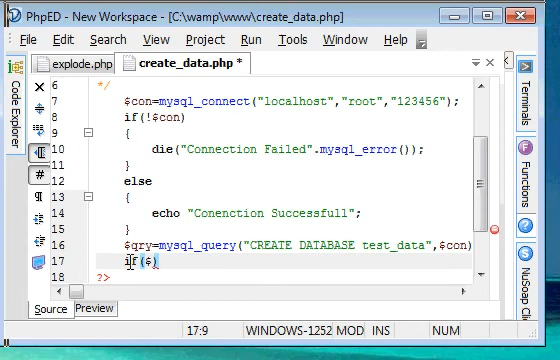 PhpED - New Workspace - [C:\wamp\www\create_data.php]
File Edit Search View Project Run Tools Window Help
explode.php create_data.php *
Code Explorer
6 */
7 $con=mysql_connect("localhost","root","123456");
8 if(!$con)
9 {
10 die("Connection Failed".mysql_error());
11 }
12 else
13 {
14 echo "Conenction Successfull";
15 }
16 $qry=mysql_query("CREATE DATABASE test_data",$con)
17 if($)
18 ?>
Terminal
Functions
NuSoap Cli
Source Preview
17:9 WINDOWS-1252 MOD INS NUM